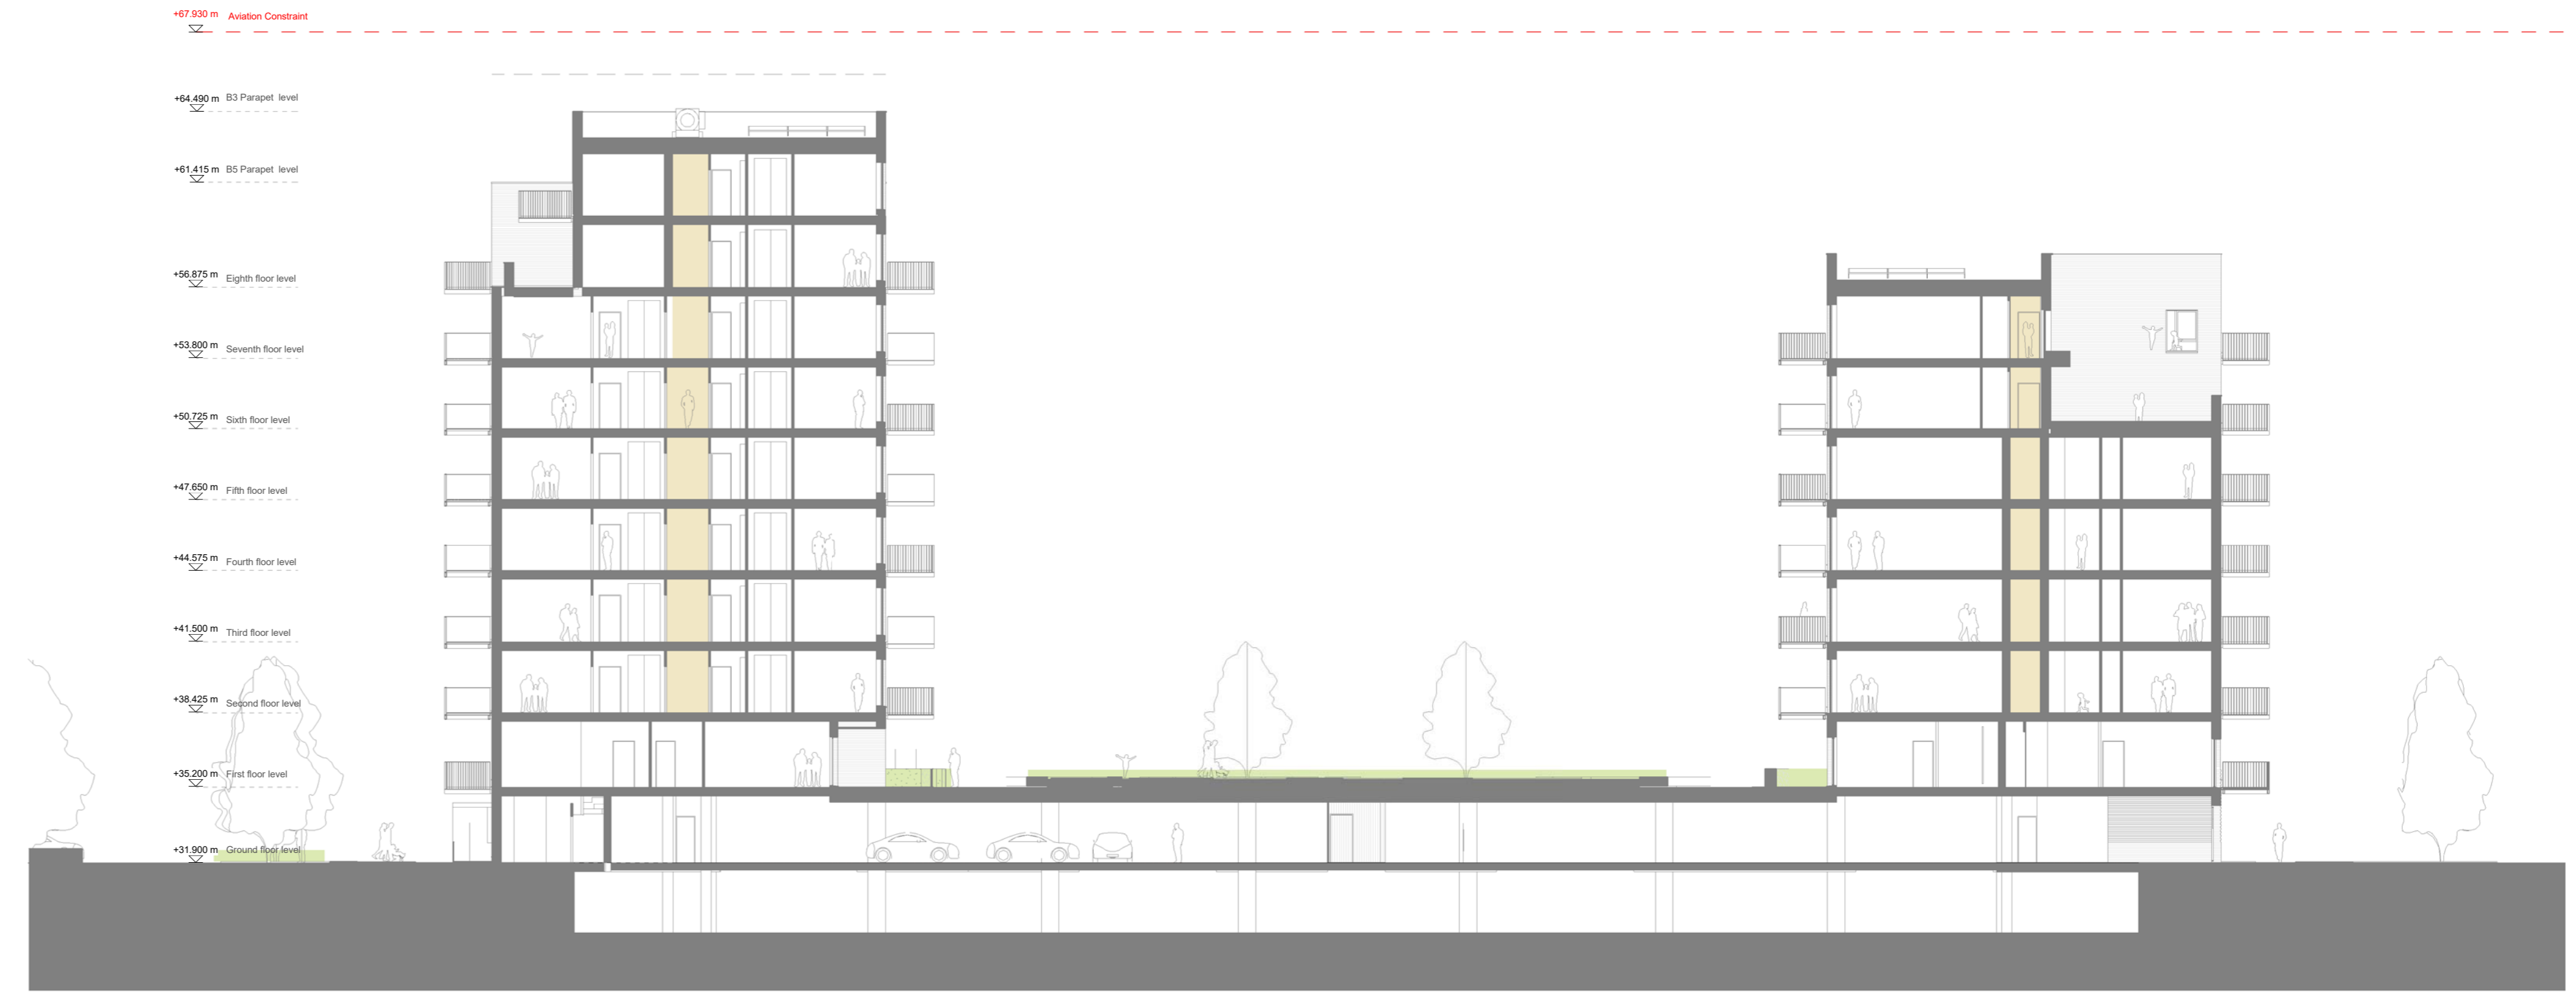 +67.930 m Aviation Constraint
+64.490 m B3 Parapet level
+61.415 m B5 Parapet level
+56.875 m Eighth floor level
+53.800 m Seventh floor level
+50.725 m Sixth floor level
+47.650 m Fifth floor level
+44.575 m Fourth floor level
+41.500 m Third floor level
+38.425 m Second floor level
+35.200 m First floor level
+31.900 m Ground floor level